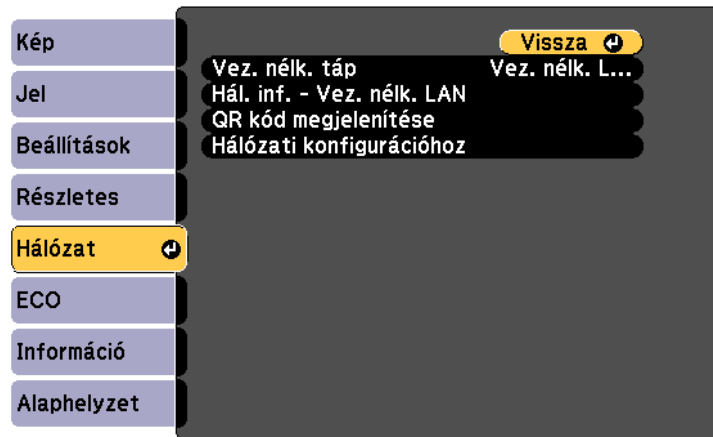 Kép
Jel
Beállítások
Részletes
Hálózat
ECO
Információ
Alaphelyzet
Vissza
Vez. nélk. táp Vez. nélk. L...
Hál. inf. - Vez. nélk. LAN
QR kód megjelenítése
Hálózati konfigurációhoz